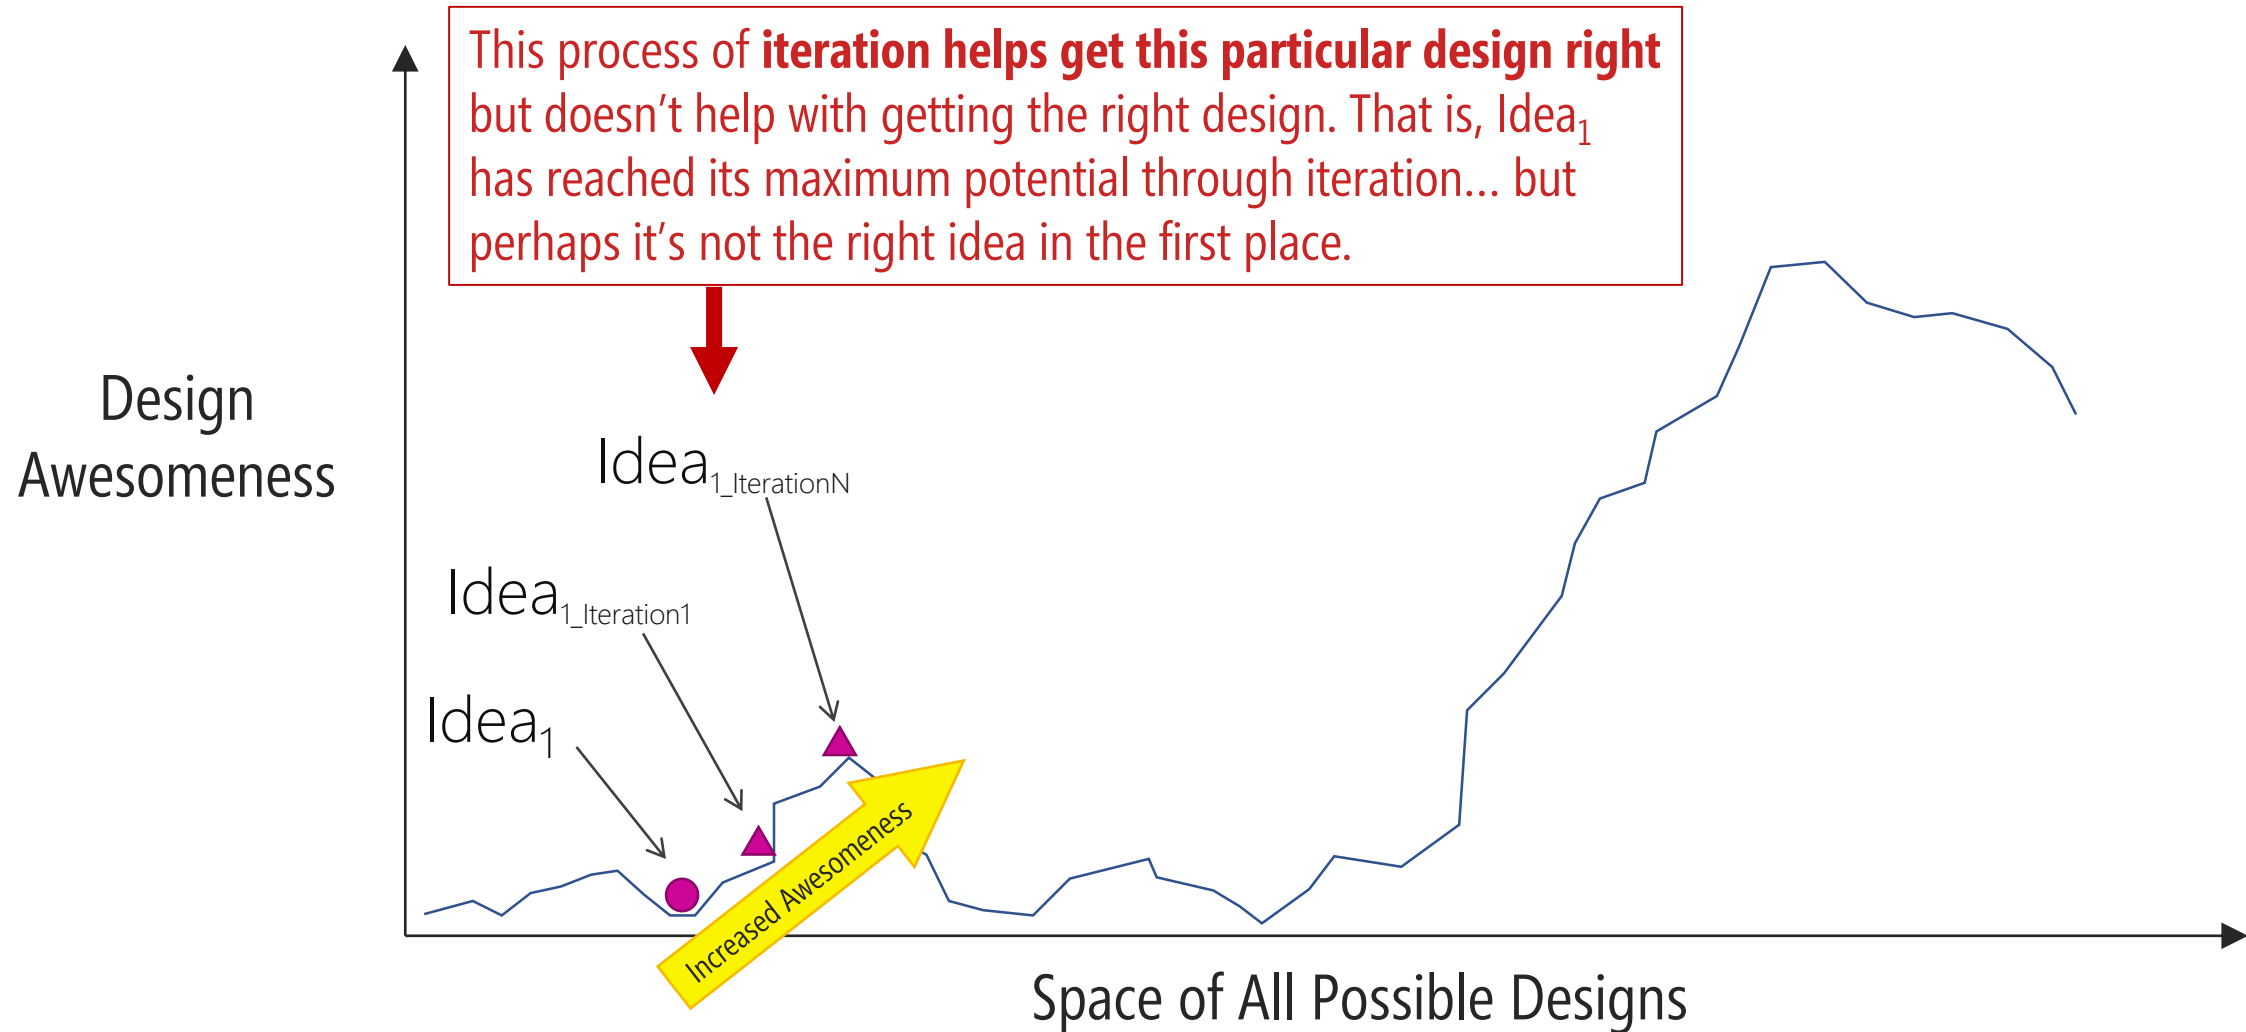 This process of iteration helps get this particular design right
but doesn’t help with getting the right design. That is, Idea1
has reached its maximum potential through iteration... but
perhaps it’s not the right idea in the first place.
Design
Awesomeness
Idea1_IterationN
Idea1_Iteration1
Idea1
Increased Awesomeness
Space of All Possible Designs